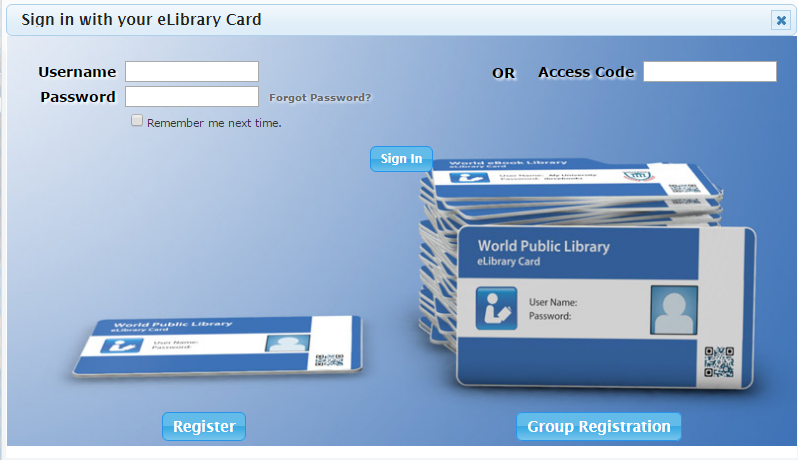 Sign in with your eLibrary Card
Username
OR
Access Code
Password
Forgot Password?
Remember me next time.
Sign In
World eBook Library
eLibrary Card
User Name: My University
Password:
World Public Library
eLibrary Card
User Name:
Password:
World Public Library
eLibrary Card
User Name:
Password:
Register
Group Registration